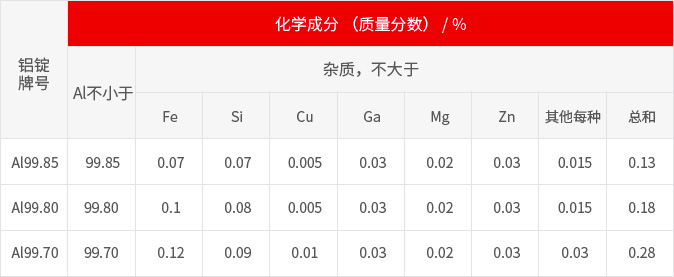 化学成分 （质量分数） / %
铝锭
牌号
Al不小于
杂质，不大于
Fe Si Cu Ga Mg Zn 其他每种 总和
Al99.85 99.85 0.07 0.07 0.005 0.03 0.02 0.03 0.015 0.13
Al99.80 99.80 0.1 0.08 0.005 0.03 0.02 0.03 0.015 0.18
Al99.70 99.70 0.12 0.09 0.01 0.03 0.02 0.03 0.03 0.28